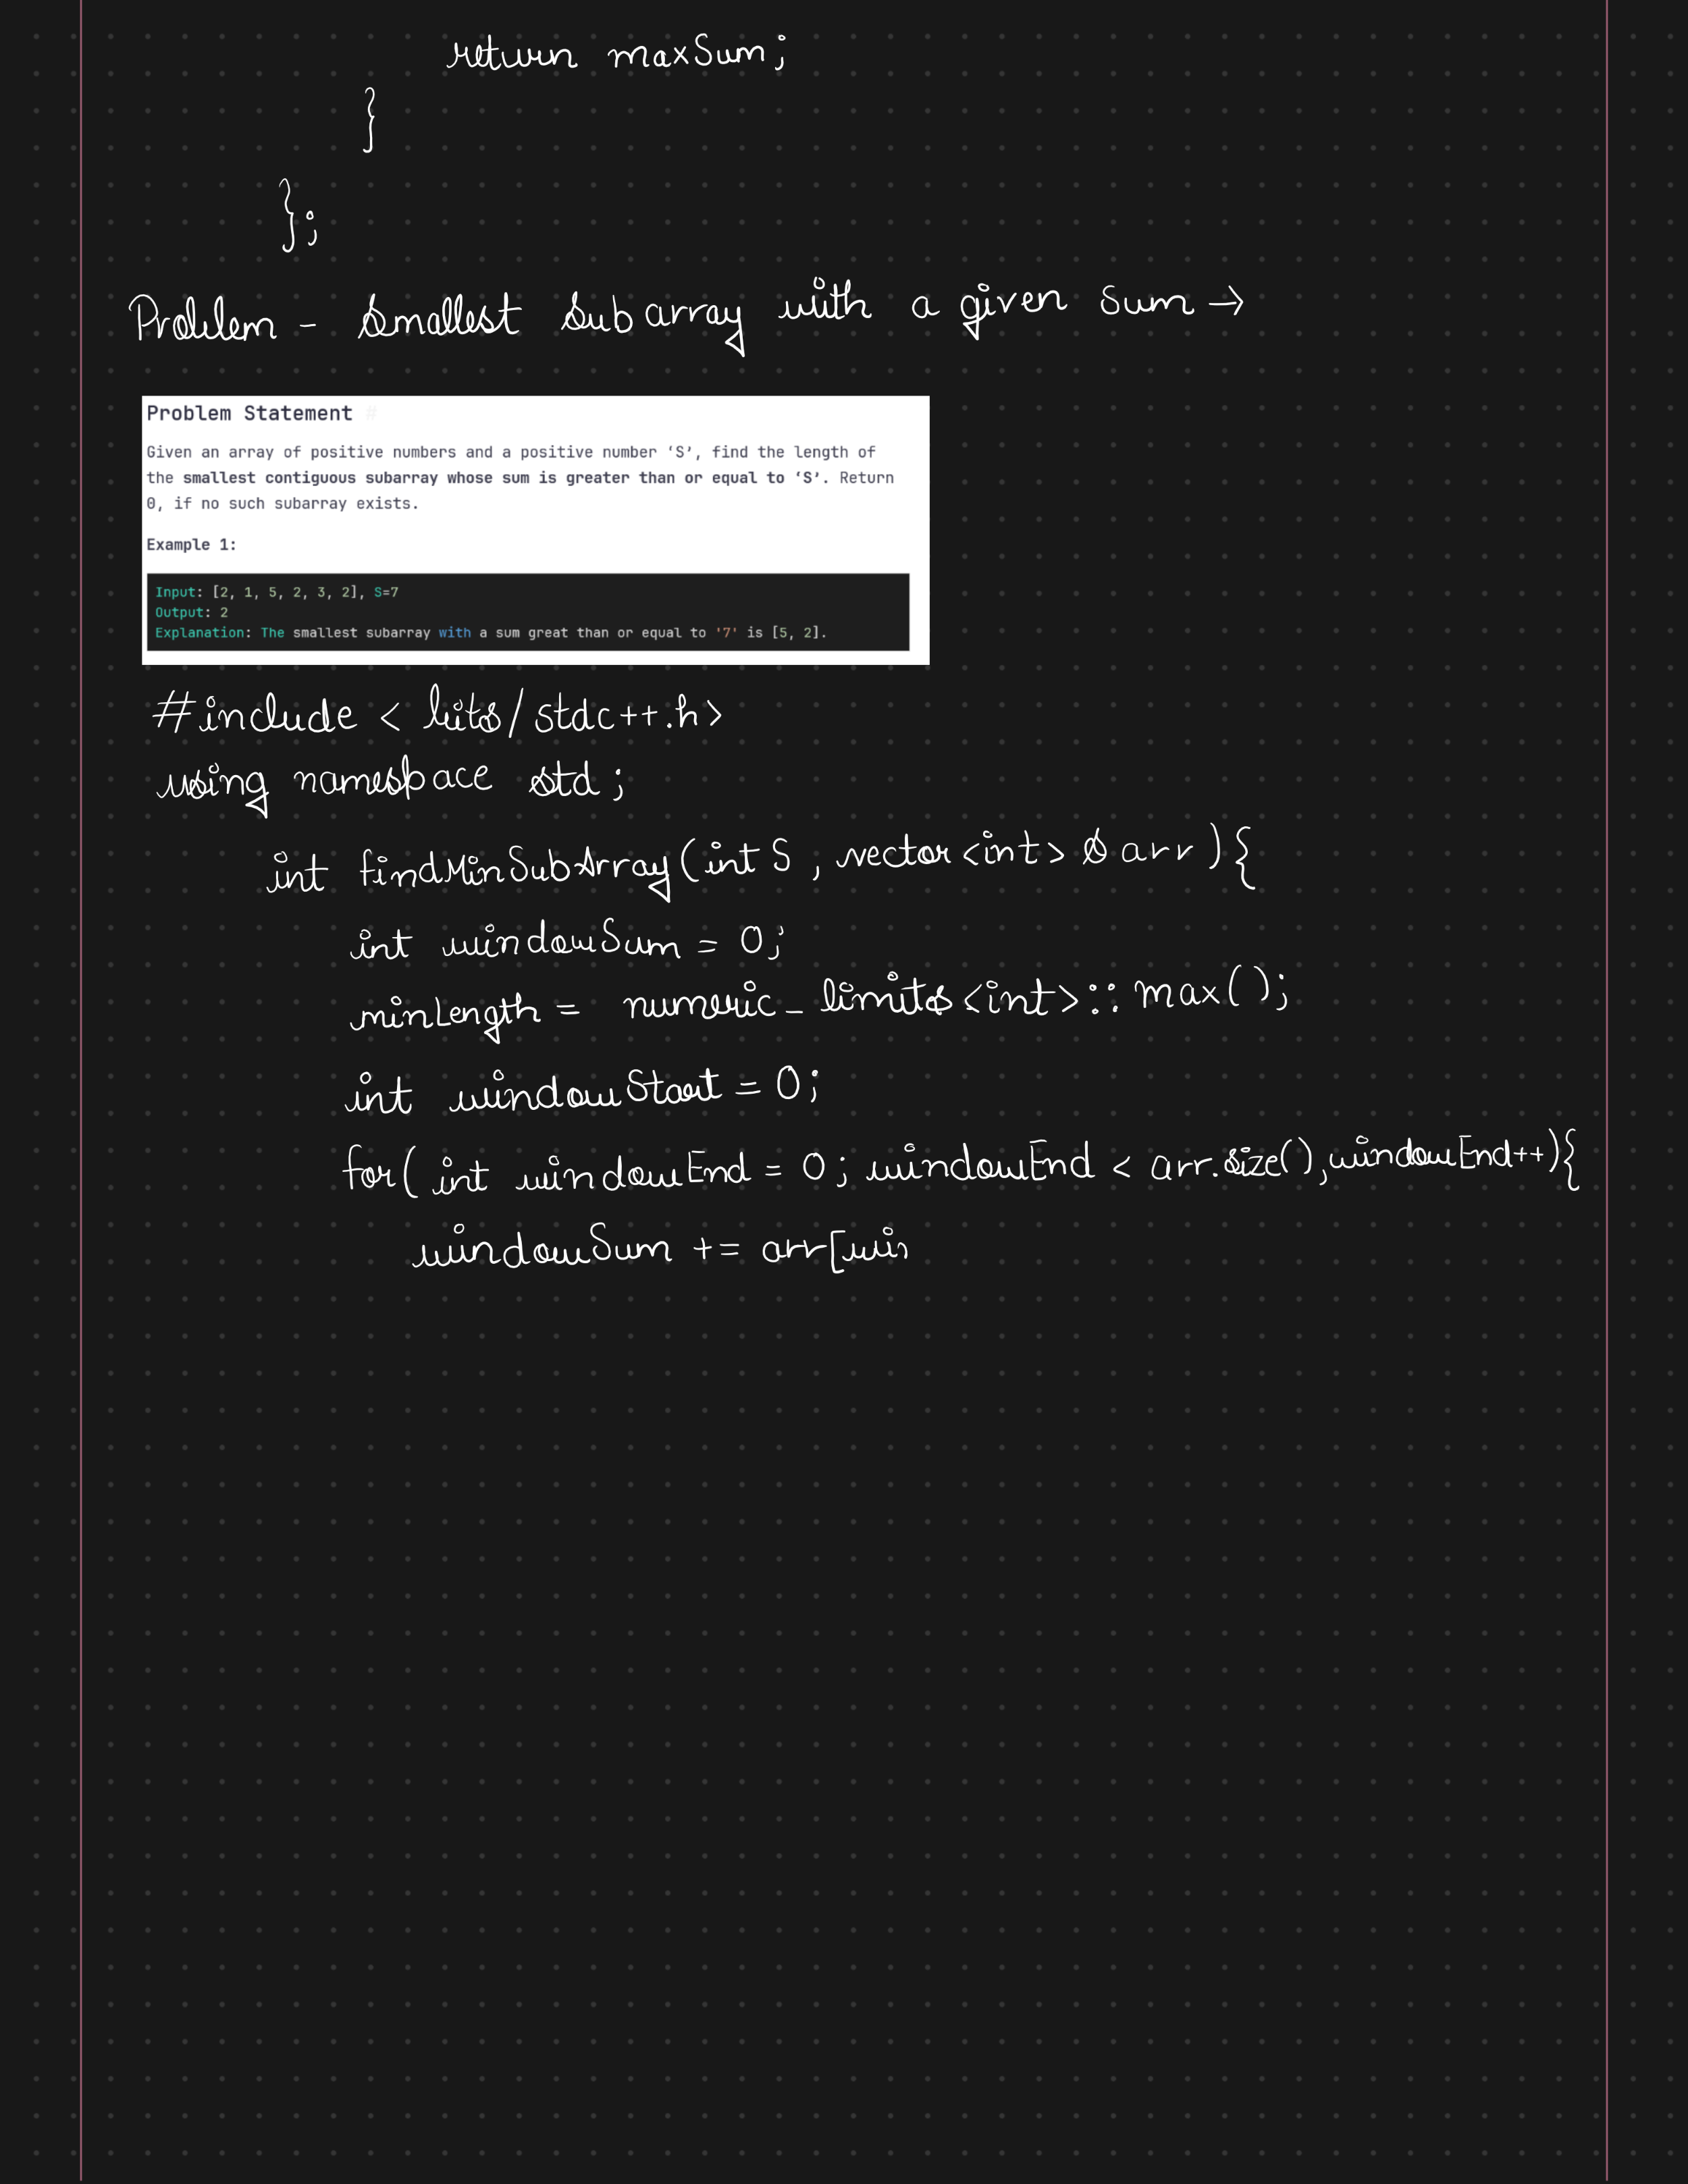 return maxSum;
}
};
Problem - Smallest Subarray with a given sum →
Problem Statement #
Given an array of positive numbers and a positive number ‘S’, find the length of
the smallest contiguous subarray whose sum is greater than or equal to ‘S’. Return
0, if no such subarray exists.
Example 1:
Input: [2, 1, 5, 2, 3, 2], S=7
Output: 2
Explanation: The smallest subarray with a sum great than or equal to '7' is [5, 2].
#include < bits/stdc++.h>
using namespace std;
int findMinSubArray(int S, vector<int> & arr){
int windowSum = 0;
minLength = numeric_limits<int>::max();
int windowStart = 0;
for( int windowEnd = 0; windowEnd < arr.size(),windowEnd++){
windowSum += arr[win